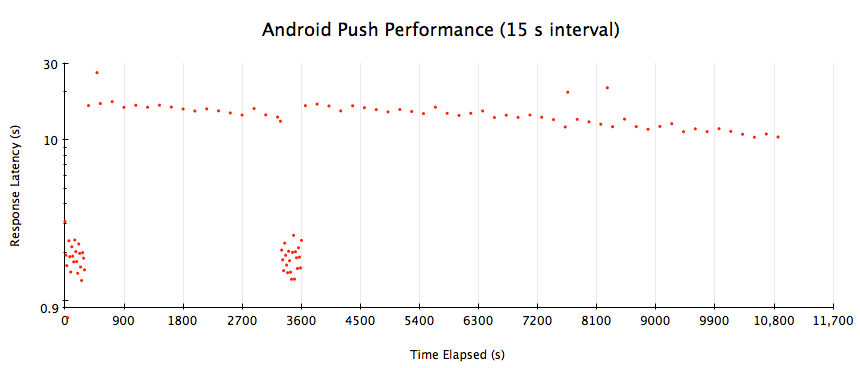 Android Push Performance (15 s interval)
30
10
0.9
Response Latency (s)
0 900 1800 2700 3600 4500 5400 6300 7200 8100 9000 9900 10,800 11,700
Time Elapsed (s)